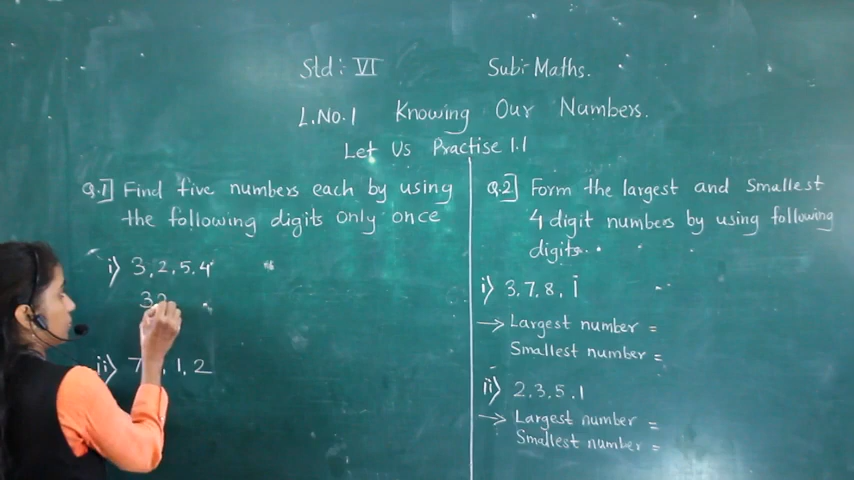 Std:- VI Sub:- Maths.
L.No.1 Knowing Our Numbers.
Let Us Practise 1.1
Q.1] Find five numbers each by using
the following digits only once
i) 3, 2, 5, 4
32
ii) 7 , 1, 2
Q.2] Form the largest and Smallest
4 digit numbers by using following
digits.
i) 3, 7, 8, 1
→ Largest number =
Smallest number =
ii) 2, 3, 5, 1
→ Largest number =
Smallest number =